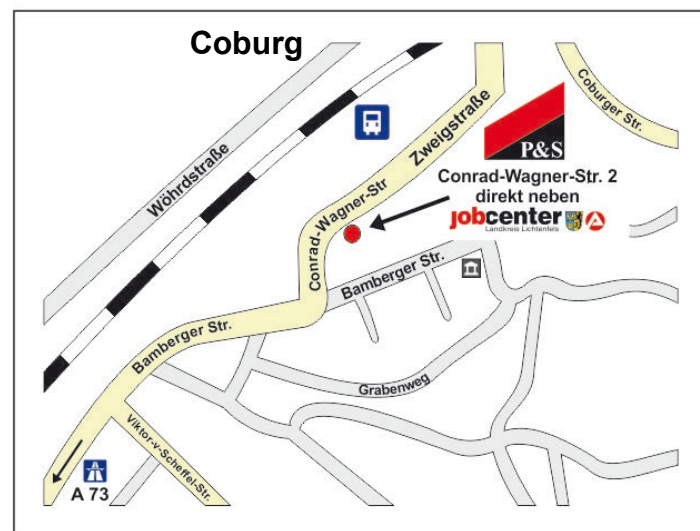 Coburg
Coburger Str.
Zweigstraße
P&S
Wöhrdstraße
Conrad-Wagner-Str. 2
direkt neben
jobcenter
Landkreis Lichtenfels
Conrad-Wagner-Str
Bamberger Str.
Bamberger Str.
Grabenweg
Viktor-v-Scheffel-Str.
A 73